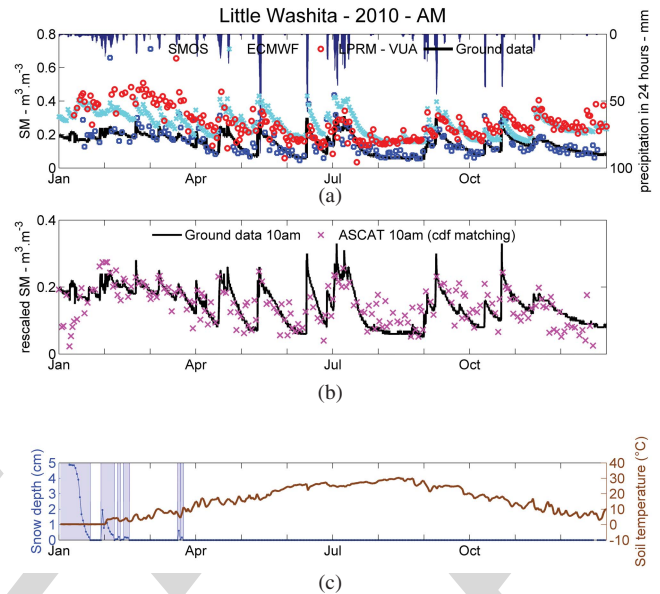 Little Washita - 2010 - AM
SMOS ECMWF LPRM - VUA Ground data
SM - m³.m⁻³
0.8
0.6
0.4
0.2
0
precipitation in 24 hours - mm
0
50
100
Jan Apr Jul Oct
(a)
Ground data 10am ASCAT 10am (cdf matching)
rescaled SM - m³.m⁻³
0.4
0.2
0
Jan Apr Jul Oct
(b)
Snow depth (cm)
5
4
3
2
1
0
Soil temperature (°C)
40
30
20
10
0
-10
Jan Apr Jul Oct
(c)